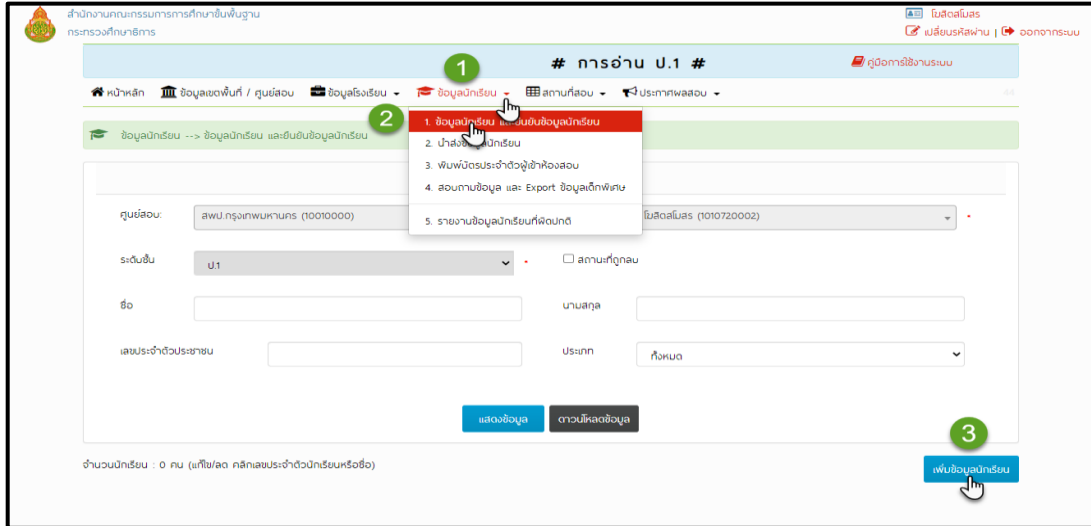 สำนักงานคณะกรรมการการศึกษาขั้นพื้นฐาน
กระทรวงศึกษาธิการ
โฆสิตสโมสร
เปลี่ยนรหัสผ่าน | ออกจากระบบ
# การอ่าน ป.1 #
คู่มือการใช้งานระบบ
1
หน้าหลัก ข้อมูลเขตพื้นที่ / ศูนย์สอบ ข้อมูลโรงเรียน ข้อมูลนักเรียน สถานที่สอบ ประกาศผลสอบ
2
1. ข้อมูลนักเรียน และยืนยันข้อมูลนักเรียน
2. นำส่งข้อมูลนักเรียน
3. พิมพ์บัตรประจำตัวผู้เข้าห้องสอบ
4. สอบถามข้อมูล และ Export ข้อมูลเด็กพิเศษ
5. รายงานข้อมูลนักเรียนที่ผิดปกติ
ข้อมูลนักเรียน --> ข้อมูลนักเรียน และยืนยันข้อมูลนักเรียน
ศูนย์สอบ: สพป.กรุงเทพมหานคร (10010000) โฆสิตสโมสร (1010720002) *
ระดับชั้น ป.1 * สถานะที่ถูกลบ
ชื่อ นามสกุล
เลขประจำตัวประชาชน ประเภท ทั้งหมด
แสดงข้อมูล ดาวน์โหลดข้อมูล
3
จำนวนนักเรียน : 0 คน (แก้ไข/ลด คลิกเลขประจำตัวนักเรียนหรือชื่อ) เพิ่มข้อมูลนักเรียน